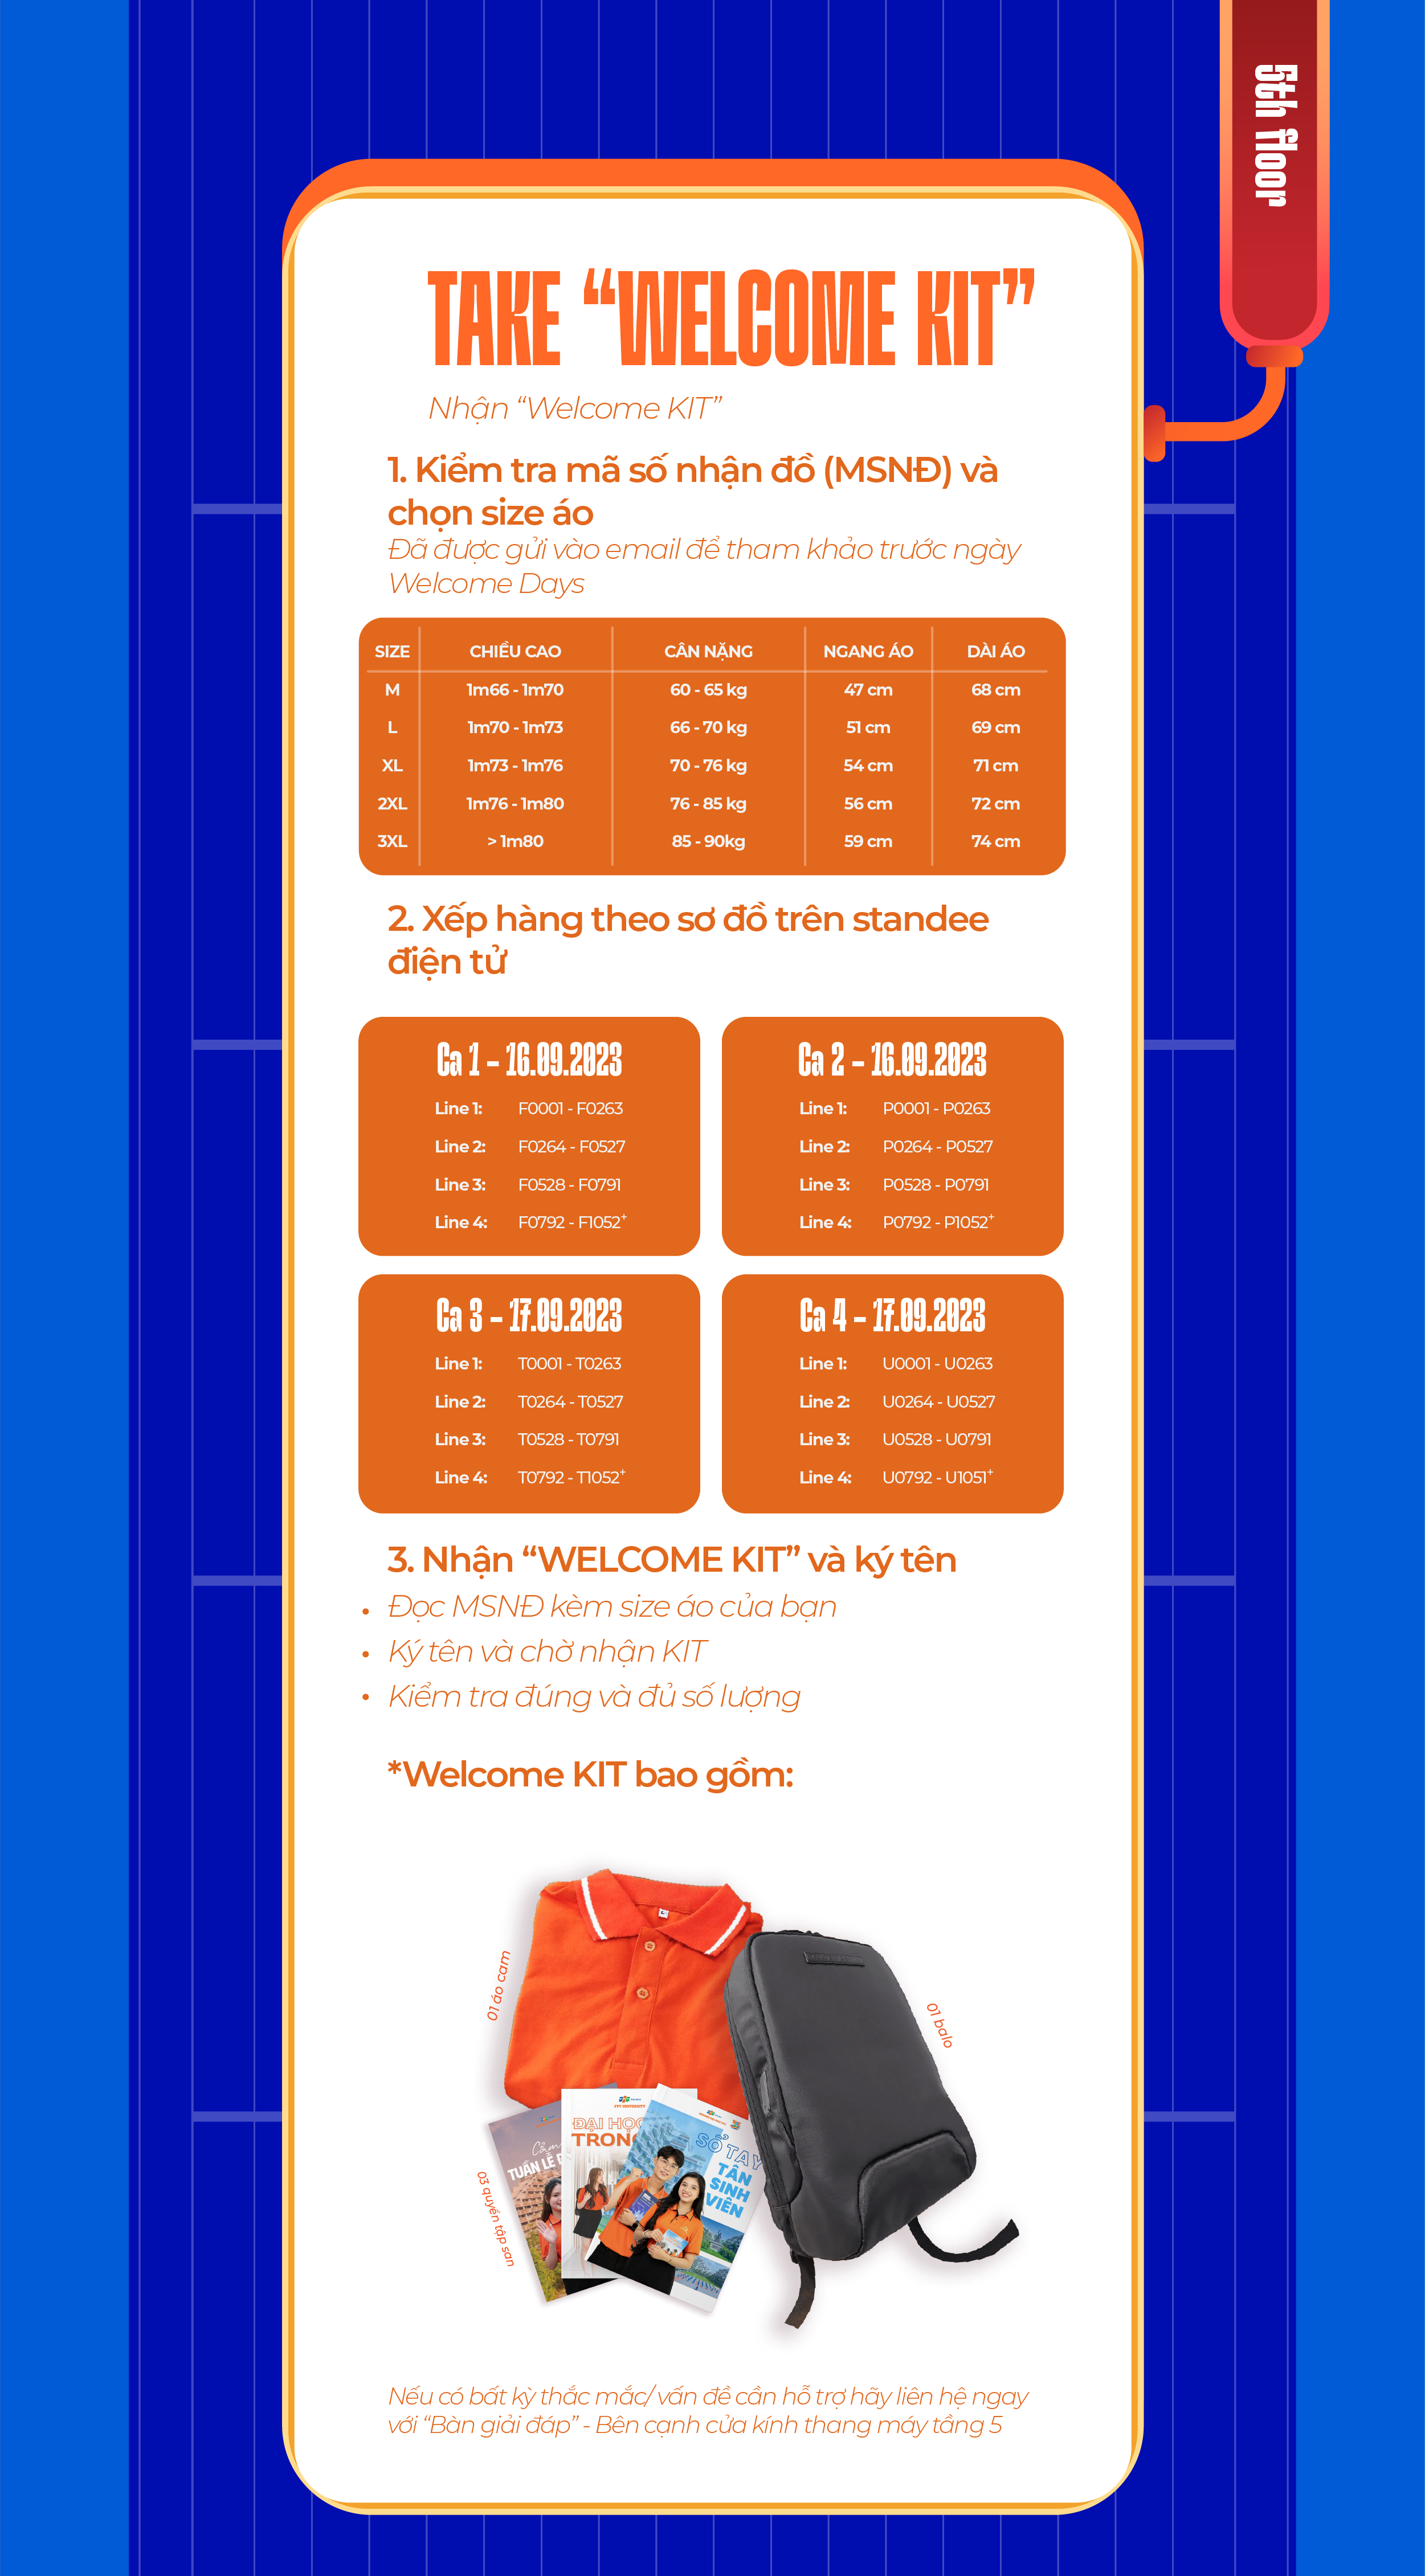 5th floor
TAKE “WELCOME KIT”
Nhận “Welcome KIT”
1. Kiểm tra mã số nhận đồ (MSNĐ) và
chọn size áo
Đã được gửi vào email để tham khảo trước ngày
Welcome Days
SIZE CHIỀU CAO CÂN NẶNG NGANG ÁO DÀI ÁO
M 1m66 - 1m70 60 - 65 kg 47 cm 68 cm
L 1m70 - 1m73 66 - 70 kg 51 cm 69 cm
XL 1m73 - 1m76 70 - 76 kg 54 cm 71 cm
2XL 1m76 - 1m80 76 - 85 kg 56 cm 72 cm
3XL > 1m80 85 - 90kg 59 cm 74 cm
2. Xếp hàng theo sơ đồ trên standee
điện tử
Ca 1 – 16.09.2023
Line 1: F0001 - F0263
Line 2: F0264 - F0527
Line 3: F0528 - F0791
Line 4: F0792 - F1052+
Ca 2 – 16.09.2023
Line 1: P0001 - P0263
Line 2: P0264 - P0527
Line 3: P0528 - P0791
Line 4: P0792 - P1052+
Ca 3 – 17.09.2023
Line 1: T0001 - T0263
Line 2: T0264 - T0527
Line 3: T0528 - T0791
Line 4: T0792 - T1052+
Ca 4 – 17.09.2023
Line 1: U0001 - U0263
Line 2: U0264 - U0527
Line 3: U0528 - U0791
Line 4: U0792 - U1051+
3. Nhận “WELCOME KIT” và ký tên
• Đọc MSNĐ kèm size áo của bạn
• Ký tên và chờ nhận KIT
• Kiểm tra đúng và đủ số lượng
*Welcome KIT bao gồm:
01 áo cam
01 balo
03 quyển tập san
TUẦN LỄ
FPT UNIVERSITY
ĐẠI HỌC
TRONG
SỔ TAY
TÂN
SINH
VIÊN
Nếu có bất kỳ thắc mắc/ vấn đề cần hỗ trợ hãy liên hệ ngay
với “Bàn giải đáp” - Bên cạnh cửa kính thang máy tầng 5